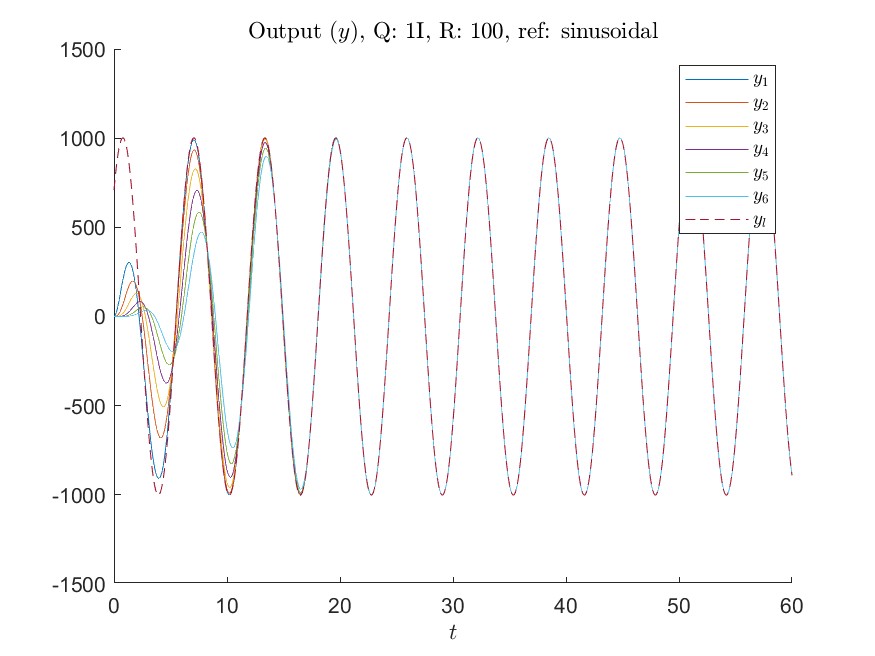 Output (y), Q: 1I, R: 100, ref: sinusoidal
1500
1000
500
0
-500
-1000
-1500
y₁
y₂
y₃
y₄
y₅
y₆
yₗ
0 10 20 30 40 50 60
t